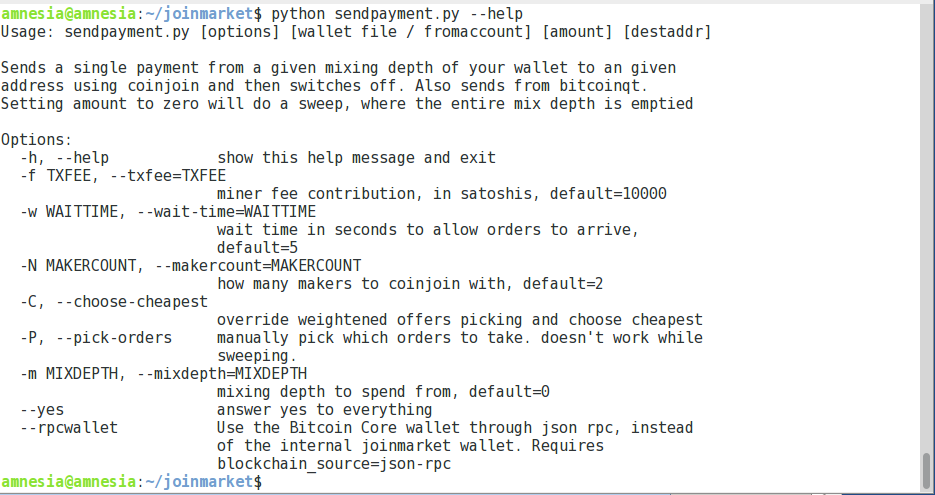 amnesia@amnesia:~/joinmarket$ python sendpayment.py --help
Usage: sendpayment.py [options] [wallet file / fromaccount] [amount] [destaddr]

Sends a single payment from a given mixing depth of your wallet to an given
address using coinjoin and then switches off. Also sends from bitcoinqt.
Setting amount to zero will do a sweep, where the entire mix depth is emptied

Options:
  -h, --help            show this help message and exit
  -f TXFEE, --txfee=TXFEE
                        miner fee contribution, in satoshis, default=10000
  -w WAITTIME, --wait-time=WAITTIME
                        wait time in seconds to allow orders to arrive,
                        default=5
  -N MAKERCOUNT, --makercount=MAKERCOUNT
                        how many makers to coinjoin with, default=2
  -C, --choose-cheapest
                        override weightened offers picking and choose cheapest
  -P, --pick-orders     manually pick which orders to take. doesn't work while
                        sweeping.
  -m MIXDEPTH, --mixdepth=MIXDEPTH
                        mixing depth to spend from, default=0
  --yes                 answer yes to everything
  --rpcwallet           Use the Bitcoin Core wallet through json rpc, instead
                        of the internal joinmarket wallet. Requires
                        blockchain_source=json-rpc
amnesia@amnesia:~/joinmarket$